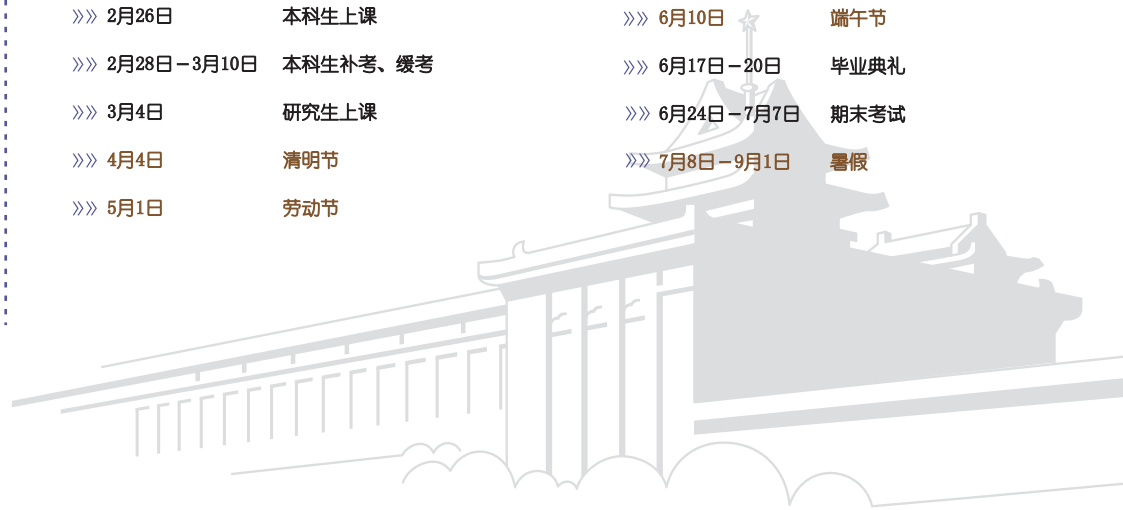 》》 2月26日 本科生上课
》》 2月28日－3月10日 本科生补考、缓考
》》 3月4日 研究生上课
》》 4月4日 清明节
》》 5月1日 劳动节
》》 6月10日 端午节
》》 6月17日－20日 毕业典礼
》》 6月24日－7月7日 期末考试
》》 7月8日－9月1日 暑假